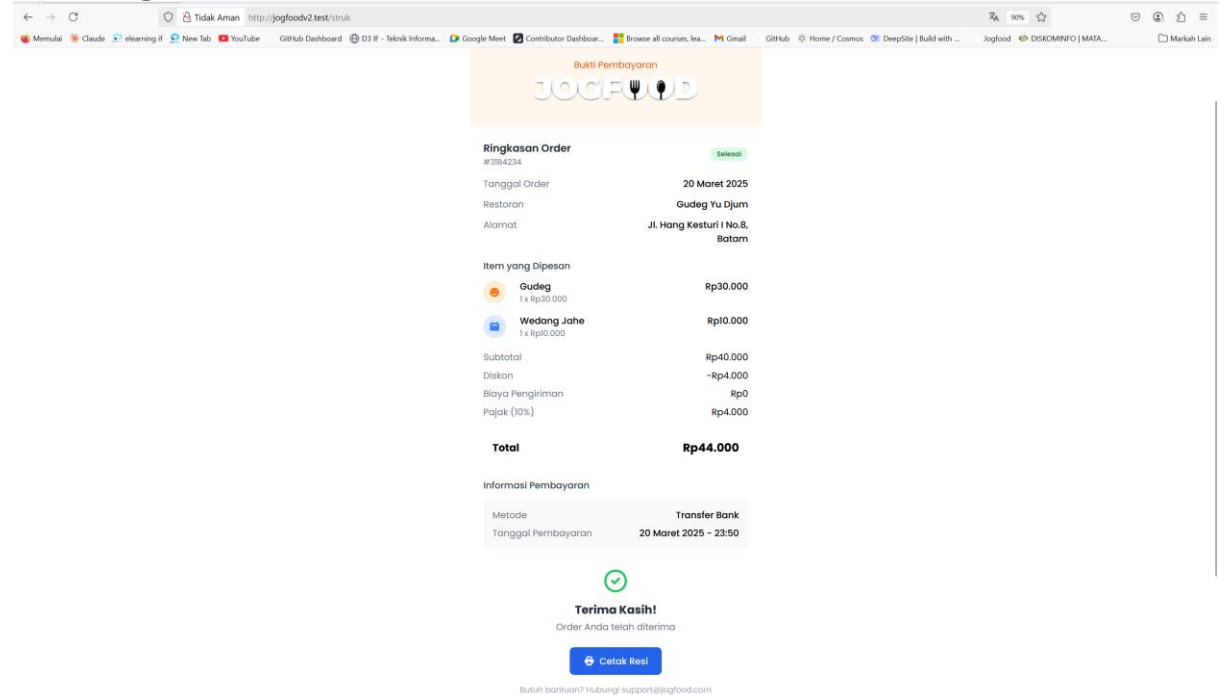 Tidak Aman http://jogfoodv2.test/struk 90%
Memulai Claude elearning if New Tab YouTube GitHub Dashboard D3 IF - Teknik Informa... Google Meet Contributor Dashboar... Browse all courses, lea... Gmail GitHub Home / Cosmos DeepSite | Build with ... Jogfood DISKOMINFO | MATA... Markah Lain
Bukti Pembayaran
JOGFOOD
Ringkasan Order
#3184234
Selesai
Tanggal Order 20 Maret 2025
Restoran Gudeg Yu Djum
Alamat Jl. Hang Kesturi I No.8,
Batam
Item yang Dipesan
Gudeg Rp30.000
1 x Rp30.000
Wedang Jahe Rp10.000
1 x Rp10.000
Subtotal Rp40.000
Diskon -Rp4.000
Biaya Pengiriman Rp0
Pajak (10%) Rp4.000
Total Rp44.000
Informasi Pembayaran
Metode Transfer Bank
Tanggal Pembayaran 20 Maret 2025 - 23:50
Terima Kasih!
Order Anda telah diterima
Cetak Resi
Butuh bantuan? Hubungi support@jogfood.com